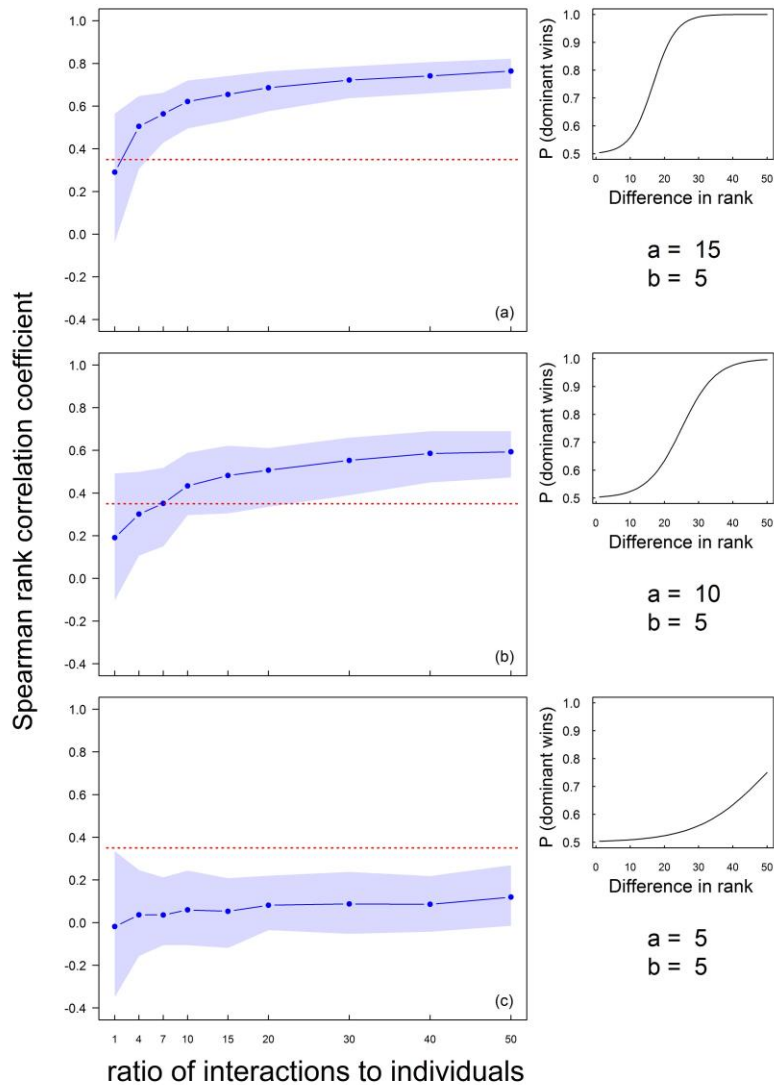 Spearman rank correlation coefficient
1.0
0.8
0.6
0.4
0.2
0.0
-0.2
-0.4
(a)
P (dominant wins)
1.0
0.9
0.8
0.7
0.6
0.5
0 10 20 30 40 50
Difference in rank
a = 15
b = 5
1.0
0.8
0.6
0.4
0.2
0.0
-0.2
-0.4
(b)
P (dominant wins)
1.0
0.9
0.8
0.7
0.6
0.5
0 10 20 30 40 50
Difference in rank
a = 10
b = 5
1.0
0.8
0.6
0.4
0.2
0.0
-0.2
-0.4
(c)
1 4 7 10 15 20 30 40 50
ratio of interactions to individuals
P (dominant wins)
1.0
0.9
0.8
0.7
0.6
0.5
0 10 20 30 40 50
Difference in rank
a = 5
b = 5